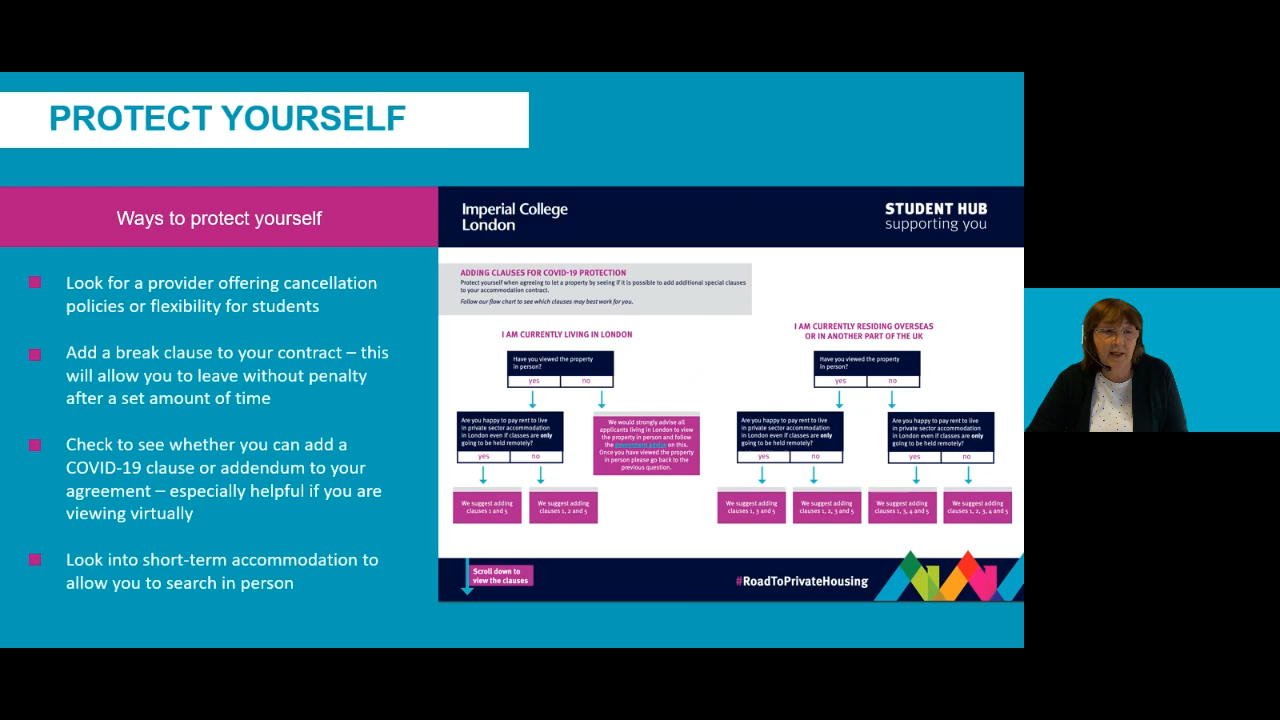 PROTECT YOURSELF
Ways to protect yourself
Look for a provider offering cancellation
policies or flexibility for students
Add a break clause to your contract – this
will allow you to leave without penalty
after a set amount of time
Check to see whether you can add a
COVID-19 clause or addendum to your
agreement – especially helpful if you are
viewing virtually
Look into short-term accommodation to
allow you to search in person
Imperial College
London
STUDENT HUB
supporting you
ADDING CLAUSES FOR COVID-19 PROTECTION
Protect yourself when agreeing to let a property by seeing if it is possible to add additional special clauses
to your accommodation contract.
Follow our flow chart to see which clauses may best work for you.
I AM CURRENTLY LIVING IN LONDON
Have you viewed the property
in person?
yes no
Are you happy to pay rent to live
in private sector accommodation
in London even if classes are only
going to be held remotely?
yes no
We would strongly advise all
applicants living in London to view
the property in person and follow
the government advice on this.
Once you have viewed the property
in person please go back to the
previous question.
We suggest adding
clauses 1 and 5
We suggest adding
clauses 1, 2 and 5
I AM CURRENTLY RESIDING OVERSEAS
OR IN ANOTHER PART OF THE UK
Have you viewed the property
in person?
yes no
Are you happy to pay rent to live
in private sector accommodation
in London even if classes are only
going to be held remotely?
yes no
Are you happy to pay rent to live
in private sector accommodation
in London even if classes are only
going to be held remotely?
yes no
We suggest adding
clauses 1, 3 and 5
We suggest adding
clauses 1, 2, 3 and 5
We suggest adding
clauses 1, 3, 4 and 5
We suggest adding
clauses 1, 2, 3, 4 and 5
Scroll down to
view the clauses
#RoadToPrivateHousing